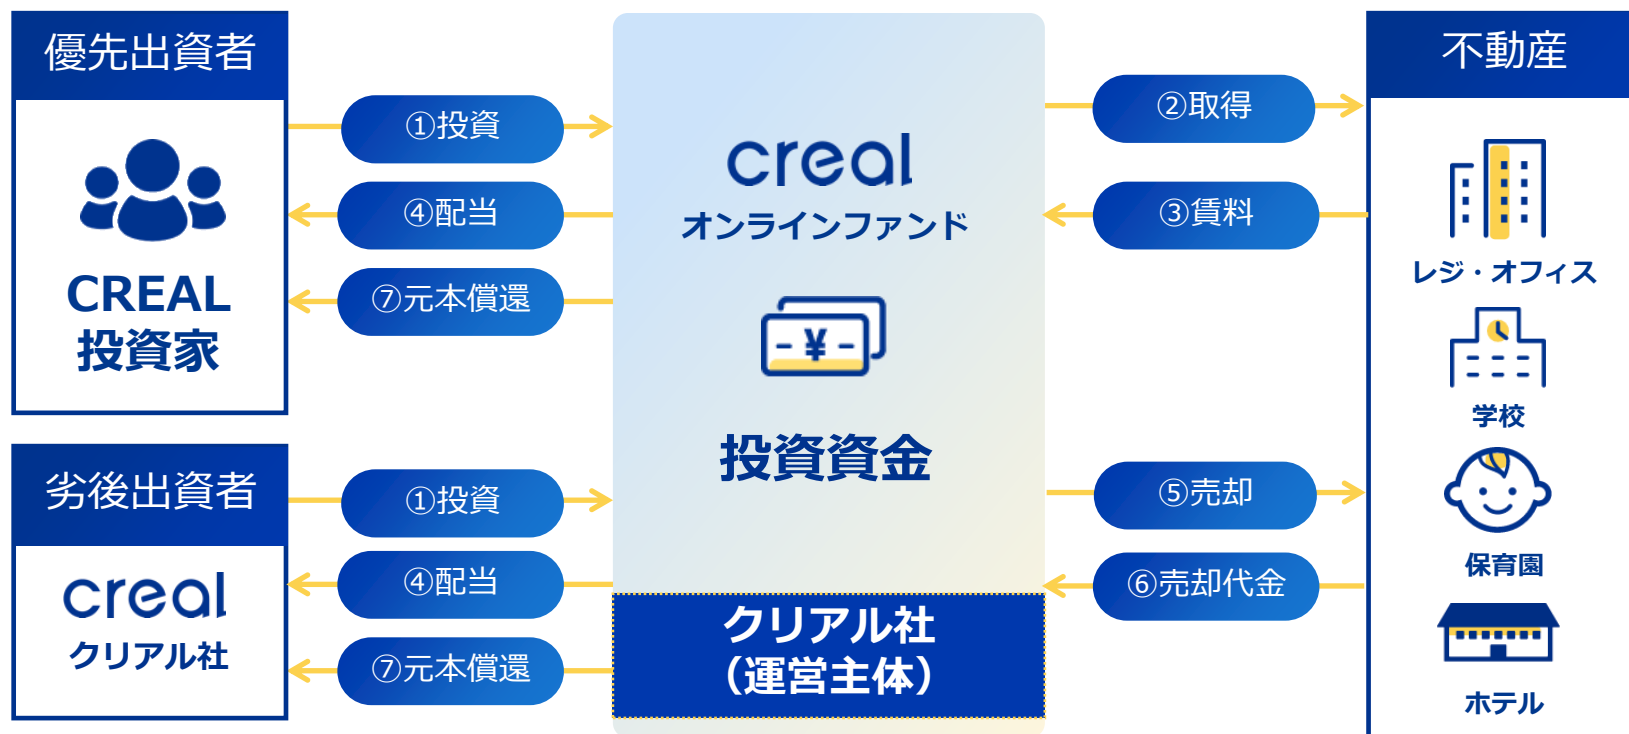 優先出資者
CREAL
投資家
①投資
④配当
⑦元本償還
劣後出資者
creal
クリアル社
①投資
④配当
⑦元本償還
creal
オンラインファンド
¥
投資資金
クリアル社
（運営主体）
②取得
③賃料
⑤売却
⑥売却代金
不動産
レジ・オフィス
学校
保育園
ホテル